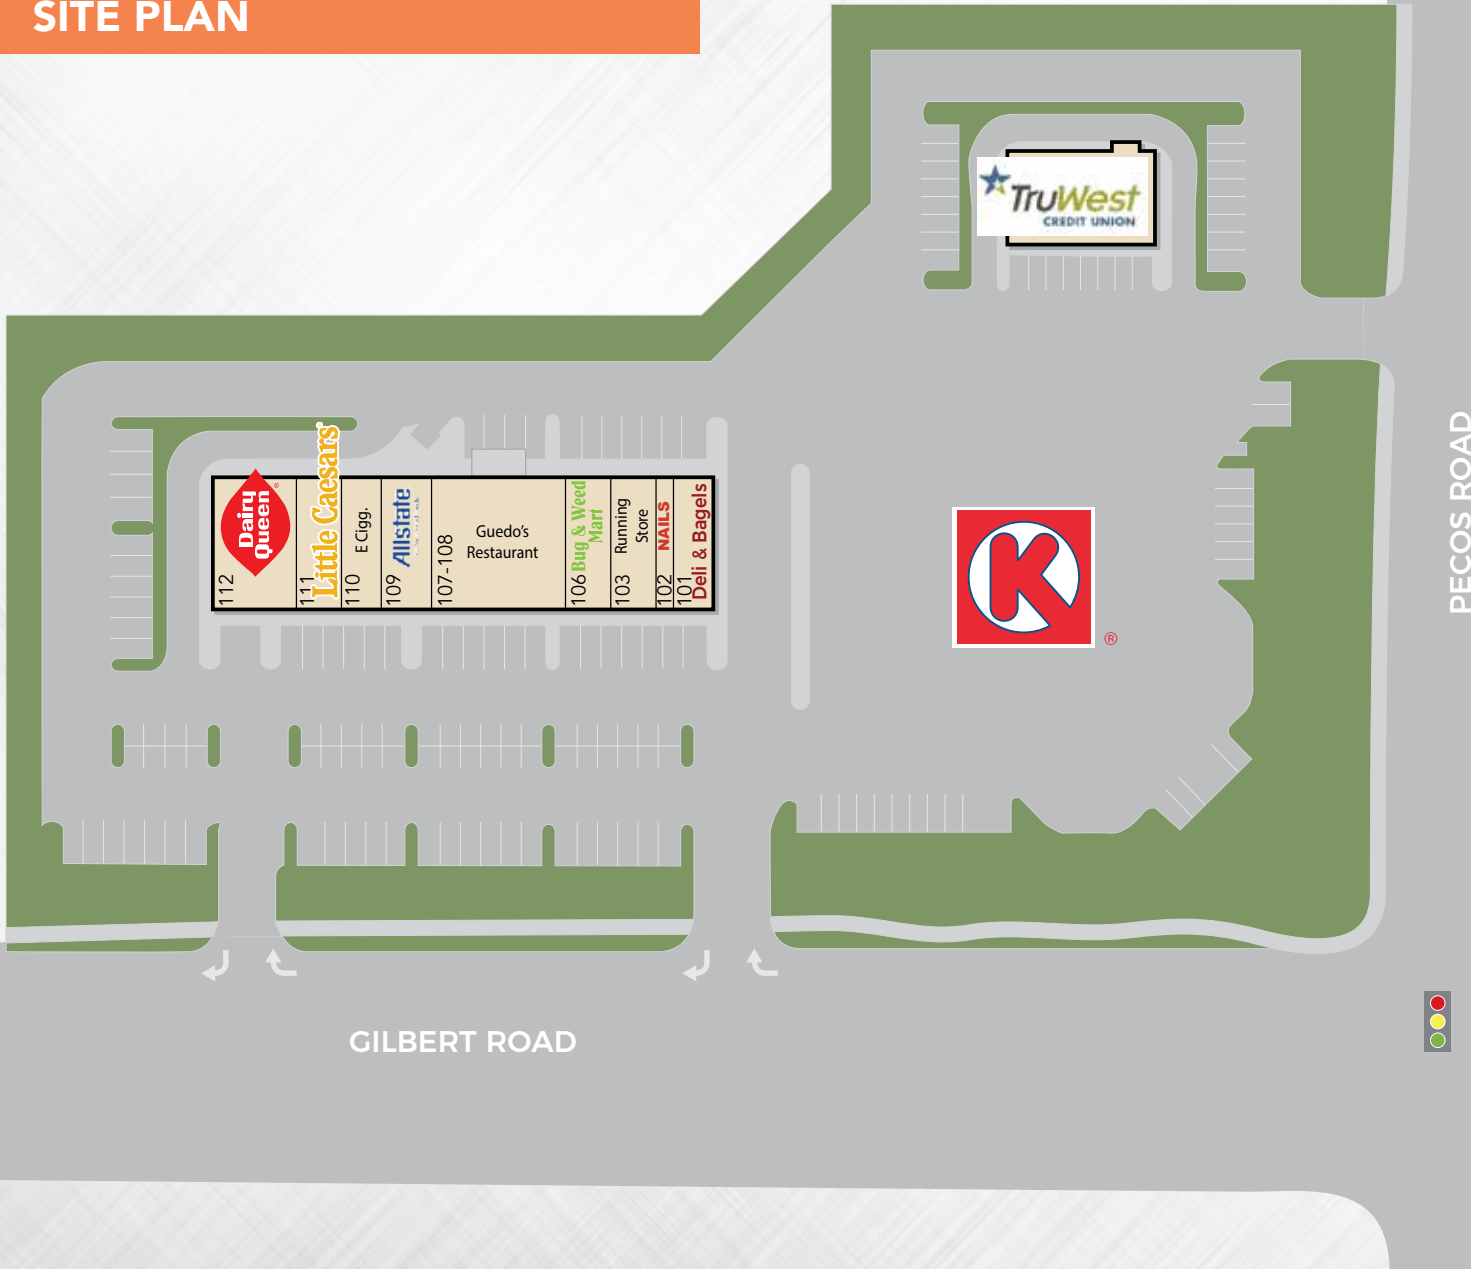 SITE PLAN
TruWest
CREDIT UNION
PECOS ROAD
Dairy
Queen
®
112
Little Caesars
111
E Cigg.
110
Allstate
109
Guedo's
Restaurant
107-108
Bug & Weed
Mart
106
Running
Store
103
NAILS
102
Deli & Bagels
101
K
®
GILBERT ROAD